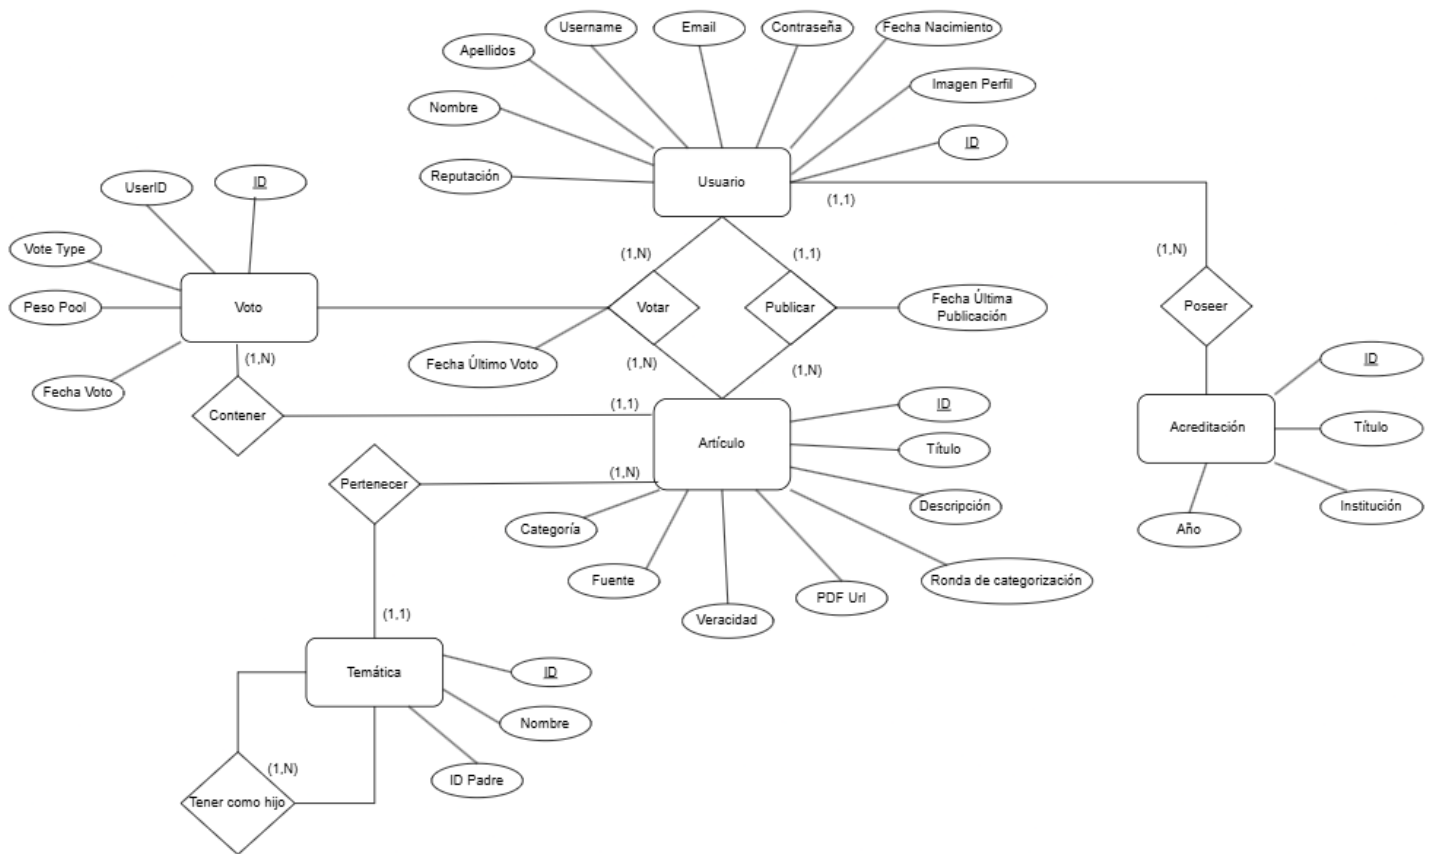 Username
Email
Contraseña
Fecha Nacimiento
Apellidos
Imagen Perfil
Nombre
ID
Reputación
Usuario
UserID
ID
(1,1)
Vote Type
(1,N)
(1,1)
(1,N)
Peso Pool
Voto
Votar
Publicar
Fecha Última
Publicación
Poseer
(1,N)
Fecha Último Voto
(1,N)
(1,N)
ID
Fecha Voto
Contener
(1,1)
ID
Artículo
Título
Acreditación
Título
Pertenecer
(1,N)
Descripción
Institución
Categoría
Año
Fuente
Ronda de categorización
PDF Url
Veracidad
(1,1)
Temática
ID
Nombre
(1,N)
ID Padre
Tener como hijo